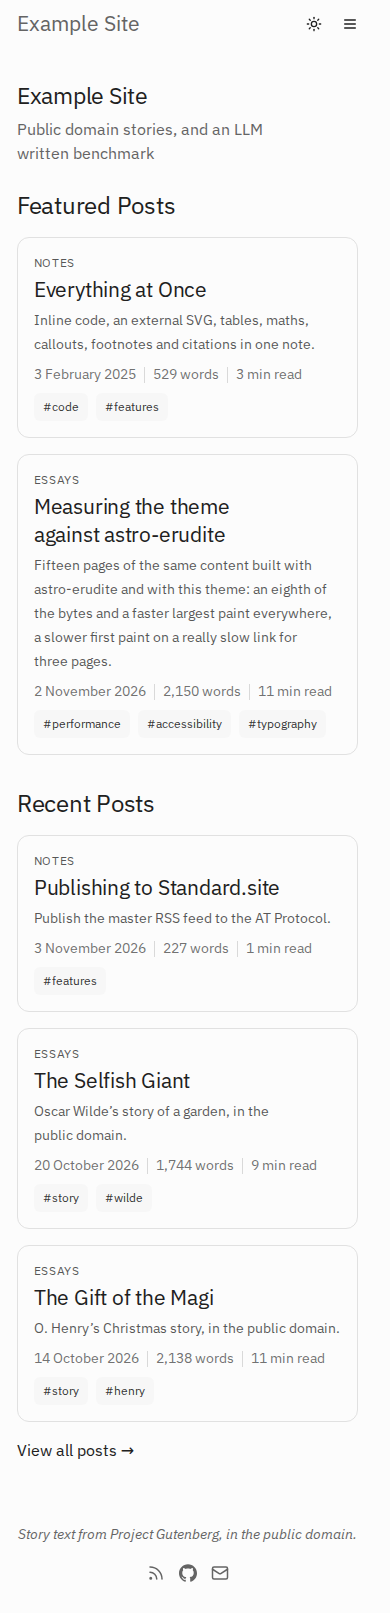 Example Site
Example Site
Public domain stories, and an LLM
written benchmark
Featured Posts
NOTES
Everything at Once
Inline code, an external SVG, tables, maths,
callouts, footnotes and citations in one note.
3 February 2025 529 words 3 min read
#code #features
ESSAYS
Measuring the theme
against astro-erudite
Fifteen pages of the same content built with
astro-erudite and with this theme: an eighth of
the bytes and a faster largest paint everywhere,
a slower first paint on a really slow link for
three pages.
2 November 2026 2,150 words 11 min read
#performance #accessibility #typography
Recent Posts
NOTES
Publishing to Standard.site
Publish the master RSS feed to the AT Protocol.
3 November 2026 227 words 1 min read
#features
ESSAYS
The Selfish Giant
Oscar Wilde’s story of a garden, in the
public domain.
20 October 2026 1,744 words 9 min read
#story #wilde
ESSAYS
The Gift of the Magi
O. Henry’s Christmas story, in the public domain.
14 October 2026 2,138 words 11 min read
#story #henry
View all posts →
Story text from Project Gutenberg, in the public domain.